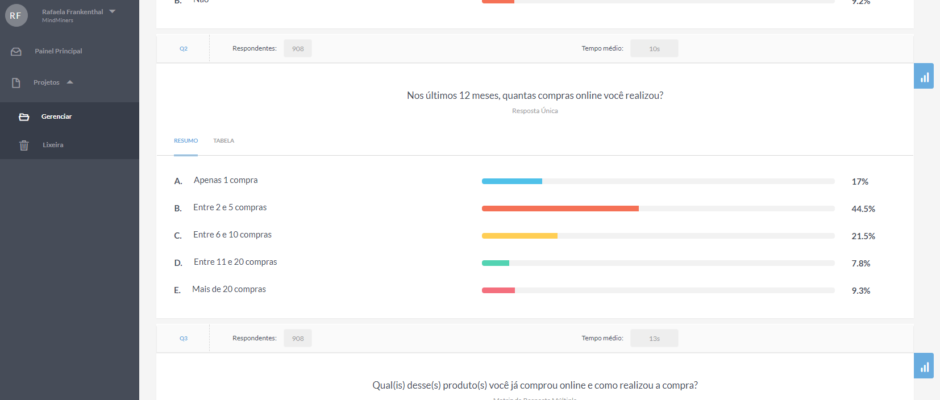 RF
Rafaela Frankenthal
MindMiners
Painel Principal
Projetos
Gerenciar
Lixeira
B. Não 9.2%
Q2 Respondentes: 908 Tempo médio: 10s
Nos últimos 12 meses, quantas compras online você realizou?
Resposta Única
RESUMO TABELA
A. Apenas 1 compra 17%
B. Entre 2 e 5 compras 44.5%
C. Entre 6 e 10 compras 21.5%
D. Entre 11 e 20 compras 7.8%
E. Mais de 20 compras 9.3%
Q3 Respondentes: 908 Tempo médio: 13s
Qual(is) desse(s) produto(s) você já comprou online e como realizou a compra?
Matriz de Resposta Múltipla